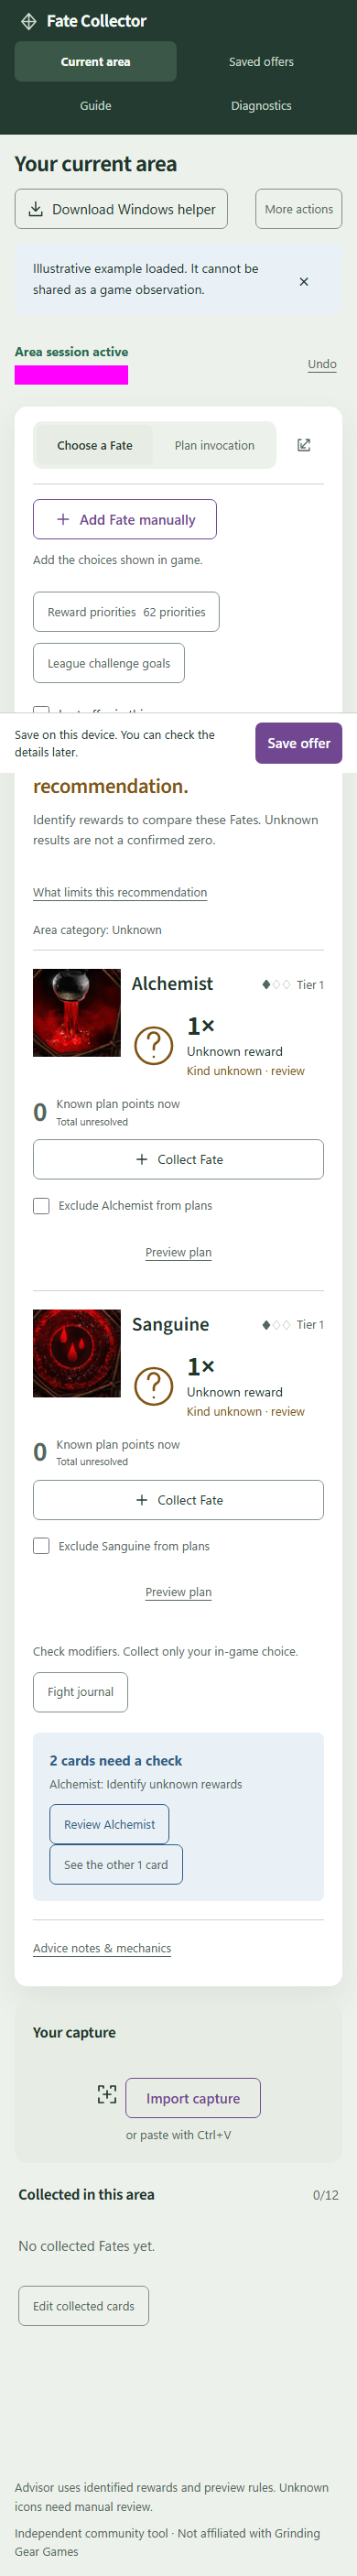 Fate Collector
Current area
Saved offers
Guide
Diagnostics
Your current area
Download Windows helper
More actions
Illustrative example loaded. It cannot be
shared as a game observation.
Area session active
Undo
Choose a Fate
Plan invocation
Add Fate manually
Add the choices shown in game.
Reward priorities 62 priorities
League challenge goals
Save on this device. You can check the
details later.
Save offer
recommendation.
Identify rewards to compare these Fates. Unknown
results are not a confirmed zero.
What limits this recommendation
Area category: Unknown
Alchemist
Tier 1
1×
Unknown reward
Kind unknown · review
0
Known plan points now
Total unresolved
Collect Fate
Exclude Alchemist from plans
Preview plan
Sanguine
Tier 1
1×
Unknown reward
Kind unknown · review
0
Known plan points now
Total unresolved
Collect Fate
Exclude Sanguine from plans
Preview plan
Check modifiers. Collect only your in-game choice.
Fight journal
2 cards need a check
Alchemist: Identify unknown rewards
Review Alchemist
See the other 1 card
Advice notes & mechanics
Your capture
Import capture
or paste with Ctrl+V
Collected in this area
0/12
No collected Fates yet.
Edit collected cards
Advisor uses identified rewards and preview rules. Unknown
icons need manual review.
Independent community tool · Not affiliated with Grinding
Gear Games